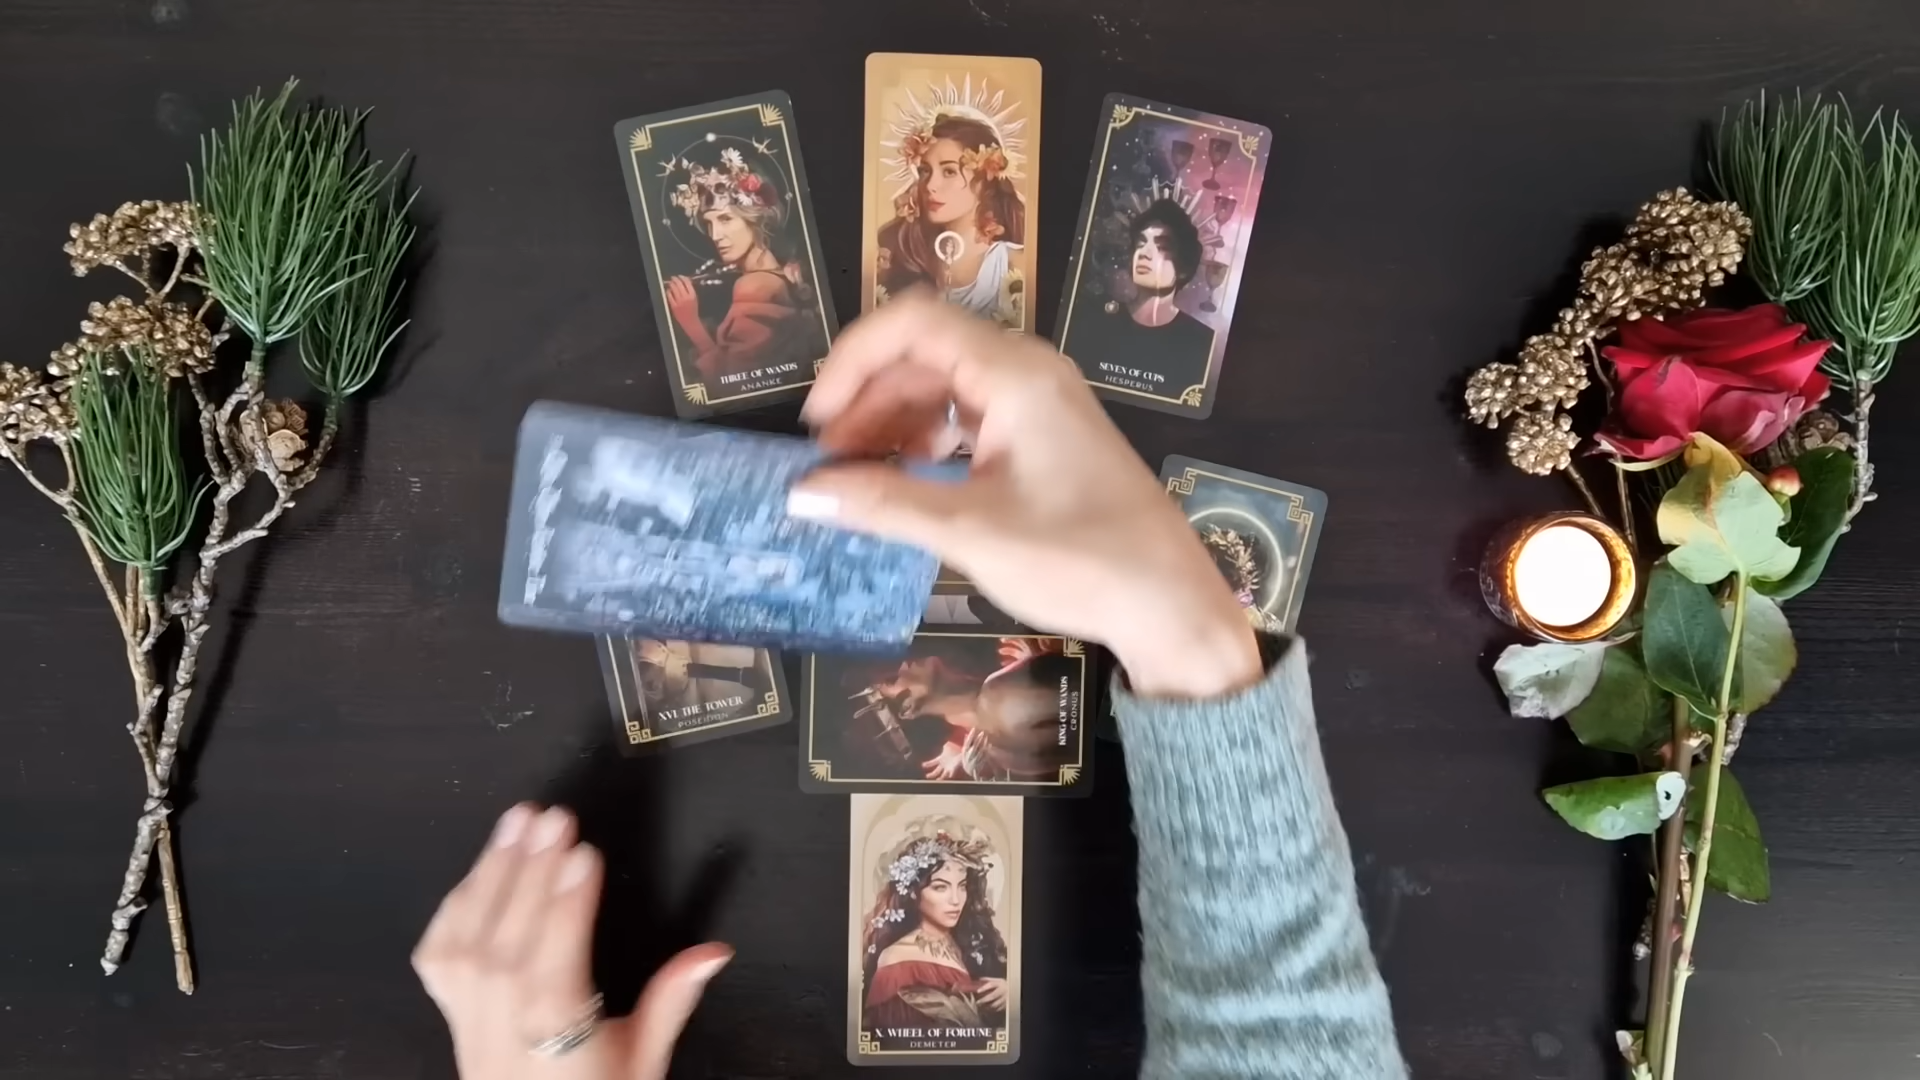 THREE OF WANDS
ANANKE
SEVEN OF CUPS
HESPERUS
XVI. THE TOWER
POSEIDON
KING OF WANDS
CRONUS
X. WHEEL OF FORTUNE
DEMETER